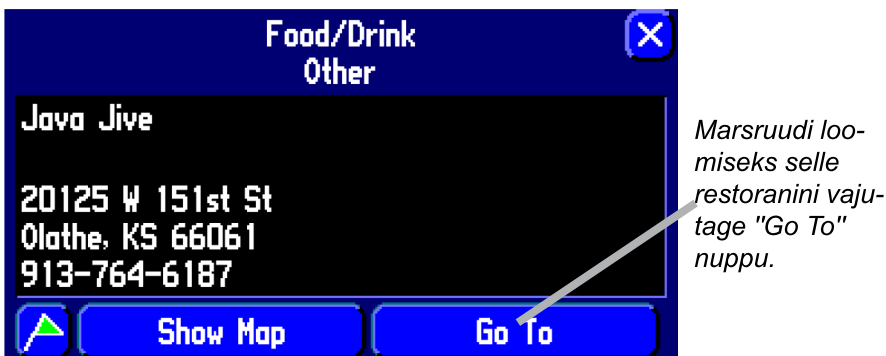 Food/Drink
Other
Java Jive
20125 W 151st St
Olathe, KS 66061
913-764-6187
Show Map
Go To
Marsruudi loo-
miseks selle
restoranini vaju-
tage "Go To"
nuppu.